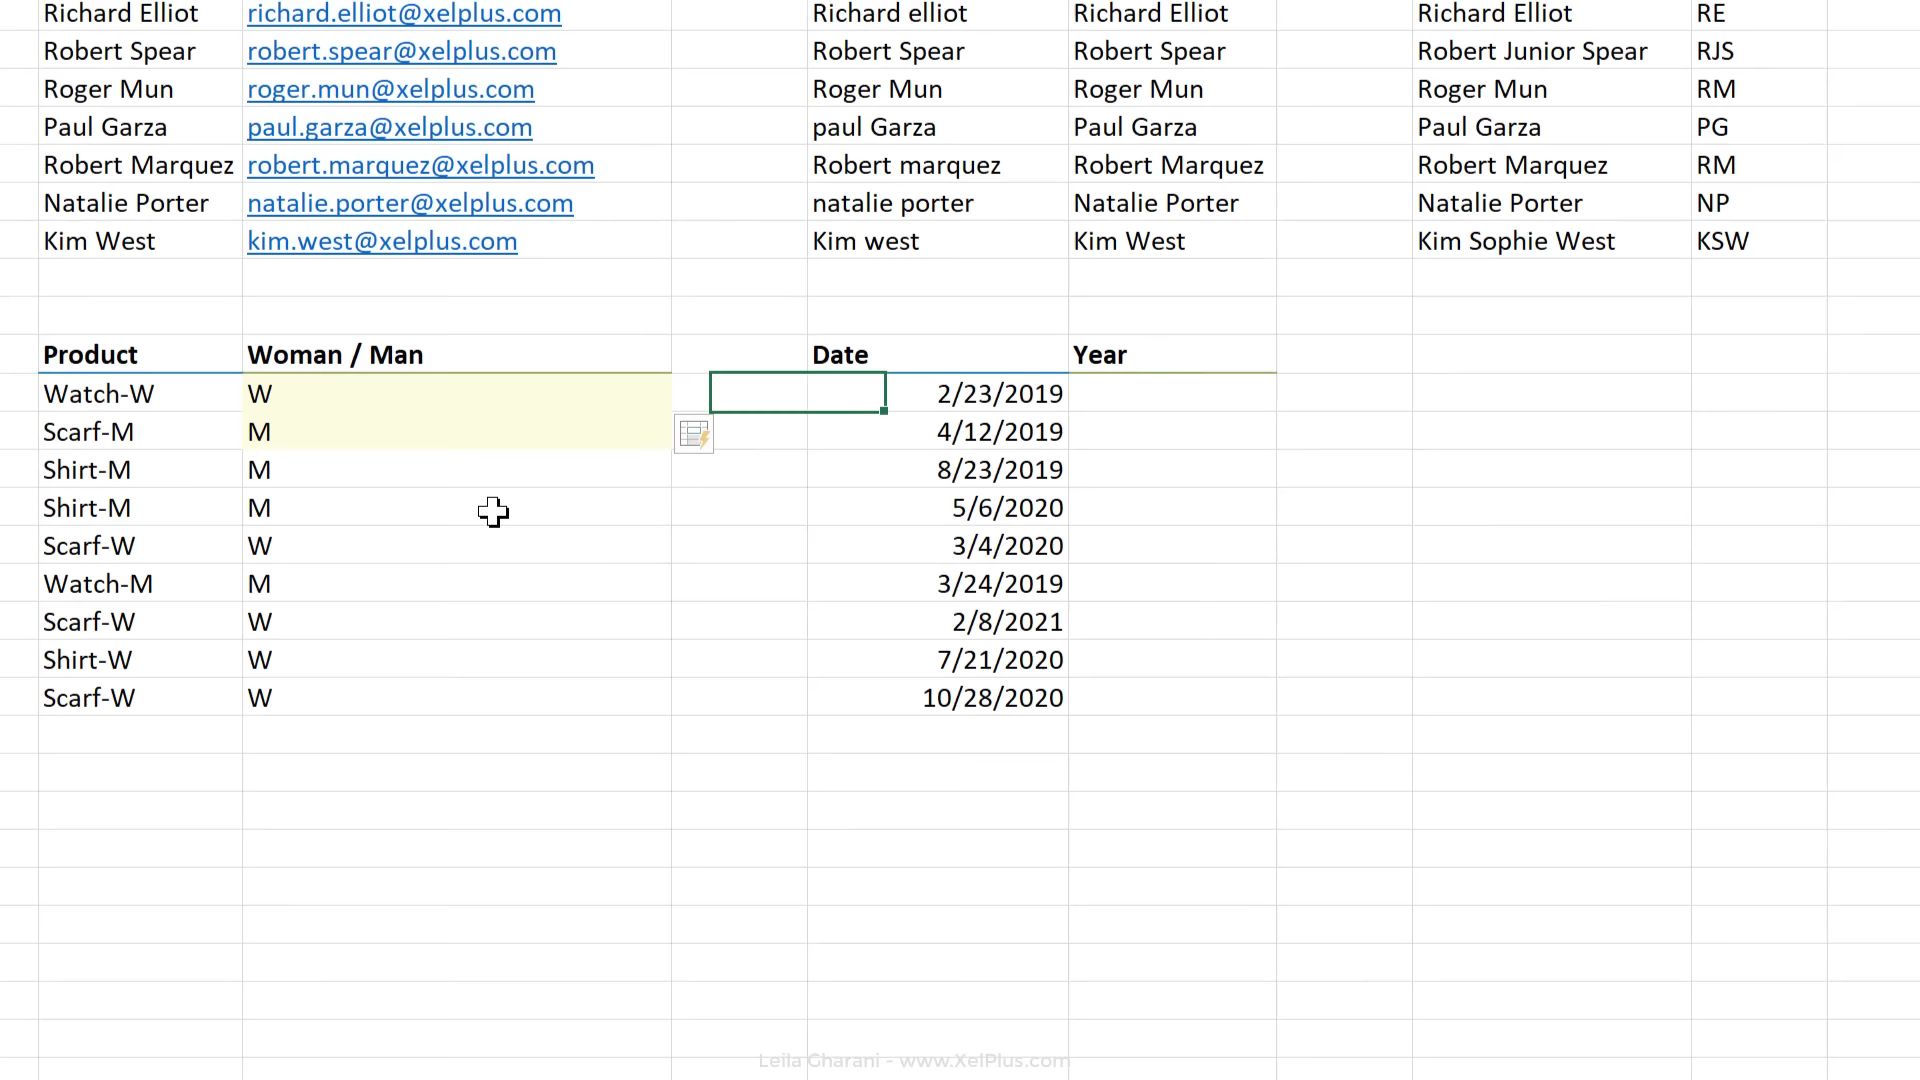 Richard Elliot richard.elliot@xelplus.com Richard elliot Richard Elliot Richard Elliot RE
Robert Spear robert.spear@xelplus.com Robert Spear Robert Spear Robert Junior Spear RJS
Roger Mun roger.mun@xelplus.com Roger Mun Roger Mun Roger Mun RM
Paul Garza paul.garza@xelplus.com paul Garza Paul Garza Paul Garza PG
Robert Marquez robert.marquez@xelplus.com Robert marquez Robert Marquez Robert Marquez RM
Natalie Porter natalie.porter@xelplus.com natalie porter Natalie Porter Natalie Porter NP
Kim West kim.west@xelplus.com Kim west Kim West Kim Sophie West KSW
Product Woman / Man Date Year
Watch-W W 2/23/2019
Scarf-M M 4/12/2019
Shirt-M M 8/23/2019
Shirt-M M 5/6/2020
Scarf-W W 3/4/2020
Watch-M M 3/24/2019
Scarf-W W 2/8/2021
Shirt-W W 7/21/2020
Scarf-W W 10/28/2020
Leila Gharani - www.XelPlus.com